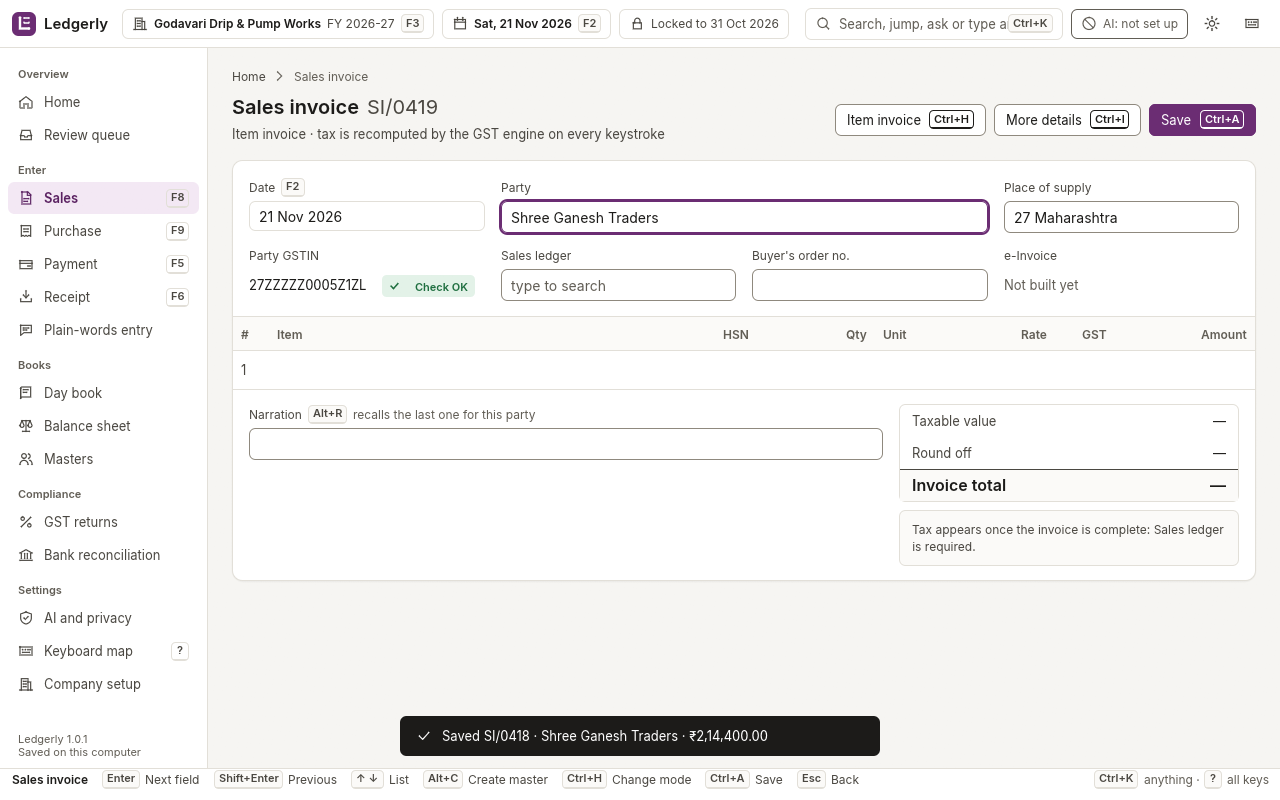 Ledgerly
Godavari Drip & Pump Works FY 2026-27 F3
Sat, 21 Nov 2026 F2
Locked to 31 Oct 2026
Search, jump, ask or type a Ctrl+K
AI: not set up
Overview
Home
Review queue
Enter
Sales F8
Purchase F9
Payment F5
Receipt F6
Plain-words entry
Books
Day book
Balance sheet
Masters
Compliance
GST returns
Bank reconciliation
Settings
AI and privacy
Keyboard map ?
Company setup
Ledgerly 1.0.1
Saved on this computer
Home Sales invoice
Sales invoice SI/0419
Item invoice · tax is recomputed by the GST engine on every keystroke
Item invoice Ctrl+H
More details Ctrl+I
Save Ctrl+A
Date F2
21 Nov 2026
Party
Shree Ganesh Traders
Place of supply
27 Maharashtra
Party GSTIN
27ZZZZZ0005Z1ZL Check OK
Sales ledger
type to search
Buyer's order no.
e-Invoice
Not built yet
# Item HSN Qty Unit Rate GST Amount
1
Narration Alt+R recalls the last one for this party
Taxable value —
Round off —
Invoice total —
Tax appears once the invoice is complete: Sales ledger
is required.
Saved SI/0418 · Shree Ganesh Traders · ₹2,14,400.00
Sales invoice Enter Next field Shift+Enter Previous ↑ ↓ List Alt+C Create master Ctrl+H Change mode Ctrl+A Save Esc Back Ctrl+K anything · ? all keys